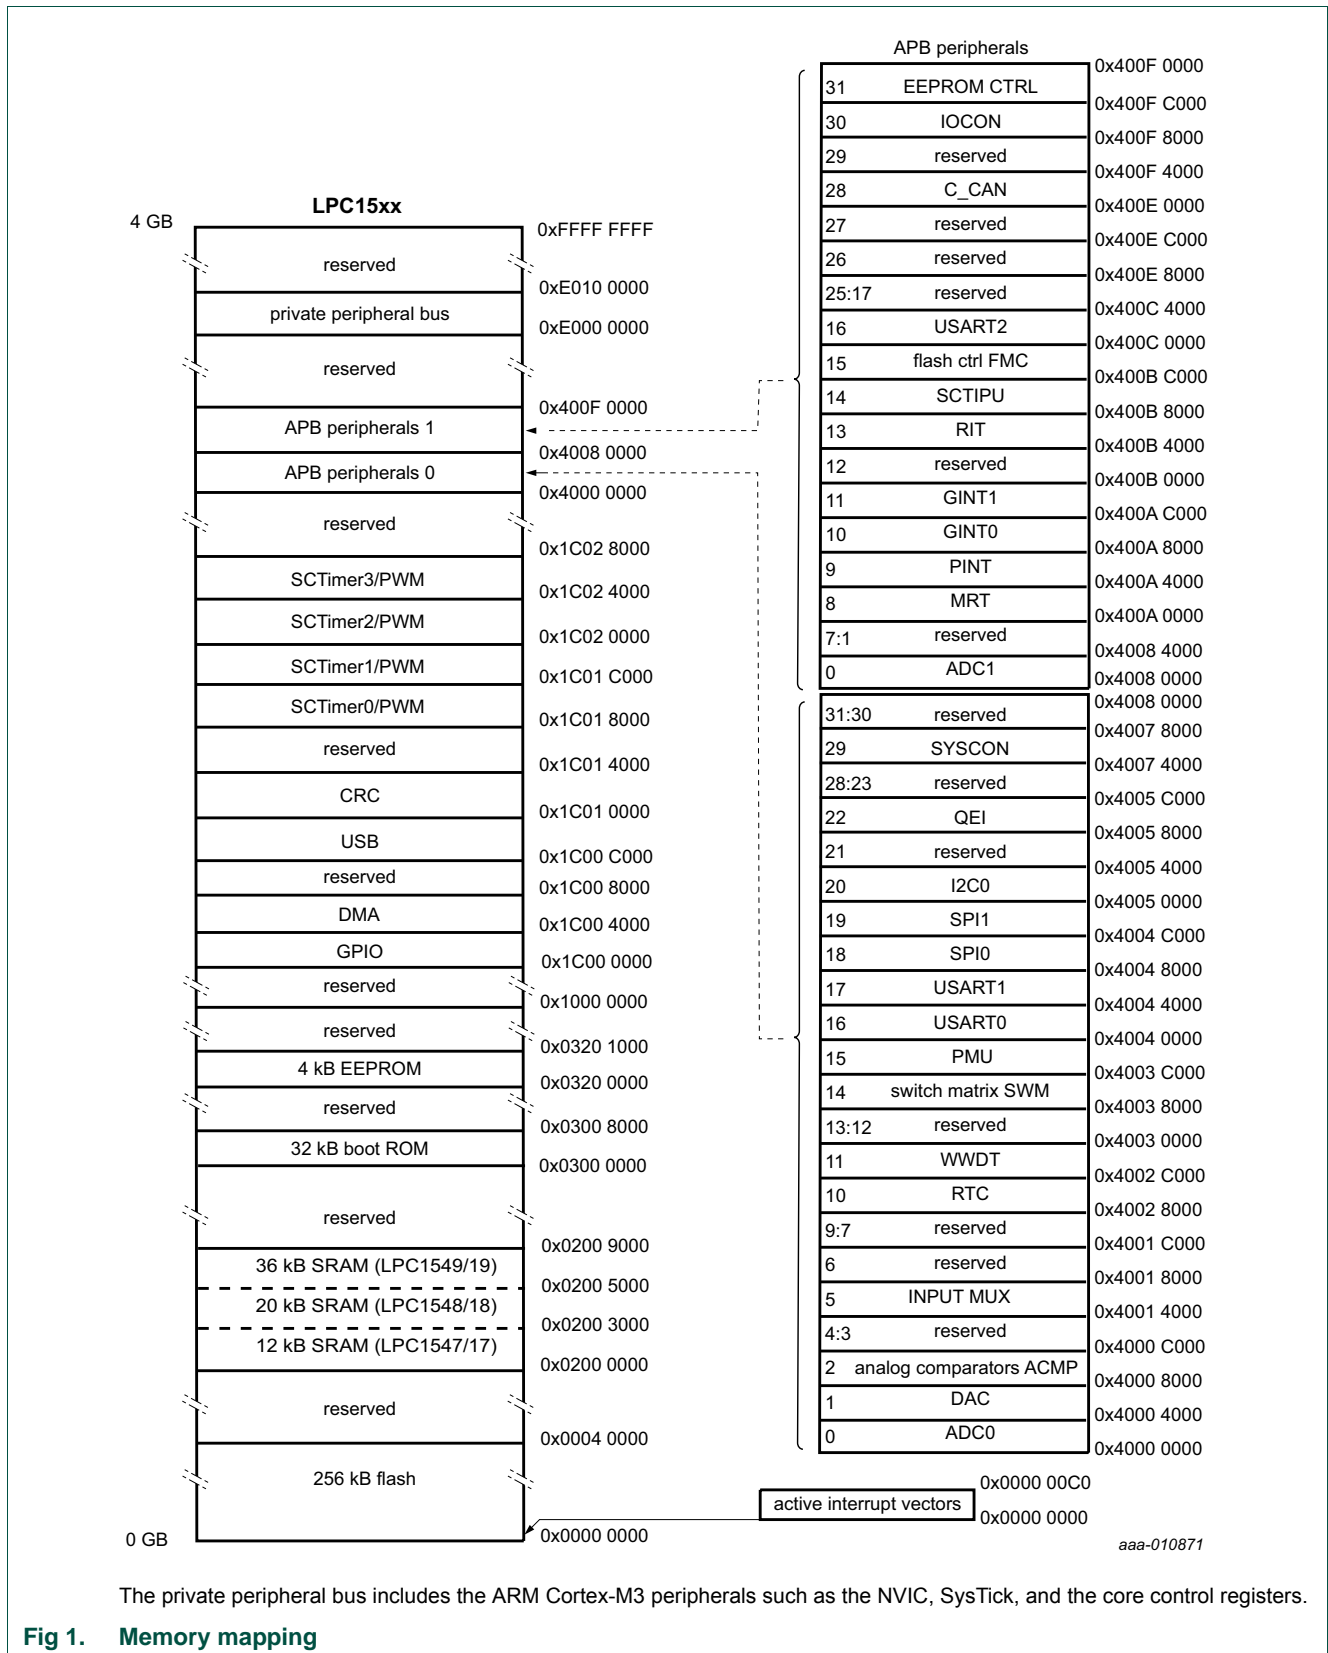 LPC15xx
4 GB
0xFFFF FFFF
reserved
0xE010 0000
private peripheral bus
0xE000 0000
reserved
0x400F 0000
APB peripherals 1
0x4008 0000
APB peripherals 0
0x4000 0000
reserved
0x1C02 8000
SCTimer3/PWM
0x1C02 4000
SCTimer2/PWM
0x1C02 0000
SCTimer1/PWM
0x1C01 C000
SCTimer0/PWM
0x1C01 8000
reserved
0x1C01 4000
CRC
0x1C01 0000
USB
0x1C00 C000
reserved
0x1C00 8000
DMA
0x1C00 4000
GPIO
0x1C00 0000
reserved
0x1000 0000
reserved
0x0320 1000
4 kB EEPROM
0x0320 0000
reserved
0x0300 8000
32 kB boot ROM
0x0300 0000
reserved
0x0200 9000
36 kB SRAM (LPC1549/19)
0x0200 5000
20 kB SRAM (LPC1548/18)
0x0200 3000
12 kB SRAM (LPC1547/17)
0x0200 0000
reserved
0x0004 0000
256 kB flash
0 GB
0x0000 0000
APB peripherals
0x400F 0000
31 EEPROM CTRL
0x400F C000
30 IOCON
0x400F 8000
29 reserved
0x400F 4000
28 C_CAN
0x400E 0000
27 reserved
0x400E C000
26 reserved
0x400E 8000
25:17 reserved
0x400C 4000
16 USART2
0x400C 0000
15 flash ctrl FMC
0x400B C000
14 SCTIPU
0x400B 8000
13 RIT
0x400B 4000
12 reserved
0x400B 0000
11 GINT1
0x400A C000
10 GINT0
0x400A 8000
9 PINT
0x400A 4000
8 MRT
0x400A 0000
7:1 reserved
0x4008 4000
0 ADC1
0x4008 0000
0x4008 0000
31:30 reserved
0x4007 8000
29 SYSCON
0x4007 4000
28:23 reserved
0x4005 C000
22 QEI
0x4005 8000
21 reserved
0x4005 4000
20 I2C0
0x4005 0000
19 SPI1
0x4004 C000
18 SPI0
0x4004 8000
17 USART1
0x4004 4000
16 USART0
0x4004 0000
15 PMU
0x4003 C000
14 switch matrix SWM
0x4003 8000
13:12 reserved
0x4003 0000
11 WWDT
0x4002 C000
10 RTC
0x4002 8000
9:7 reserved
0x4001 C000
6 reserved
0x4001 8000
5 INPUT MUX
0x4001 4000
4:3 reserved
0x4000 C000
2 analog comparators ACMP
0x4000 8000
1 DAC
0x4000 4000
0 ADC0
0x4000 0000
0x0000 00C0
active interrupt vectors
0x0000 0000
aaa-010871
The private peripheral bus includes the ARM Cortex-M3 peripherals such as the NVIC, SysTick, and the core control registers.
Fig 1. Memory mapping